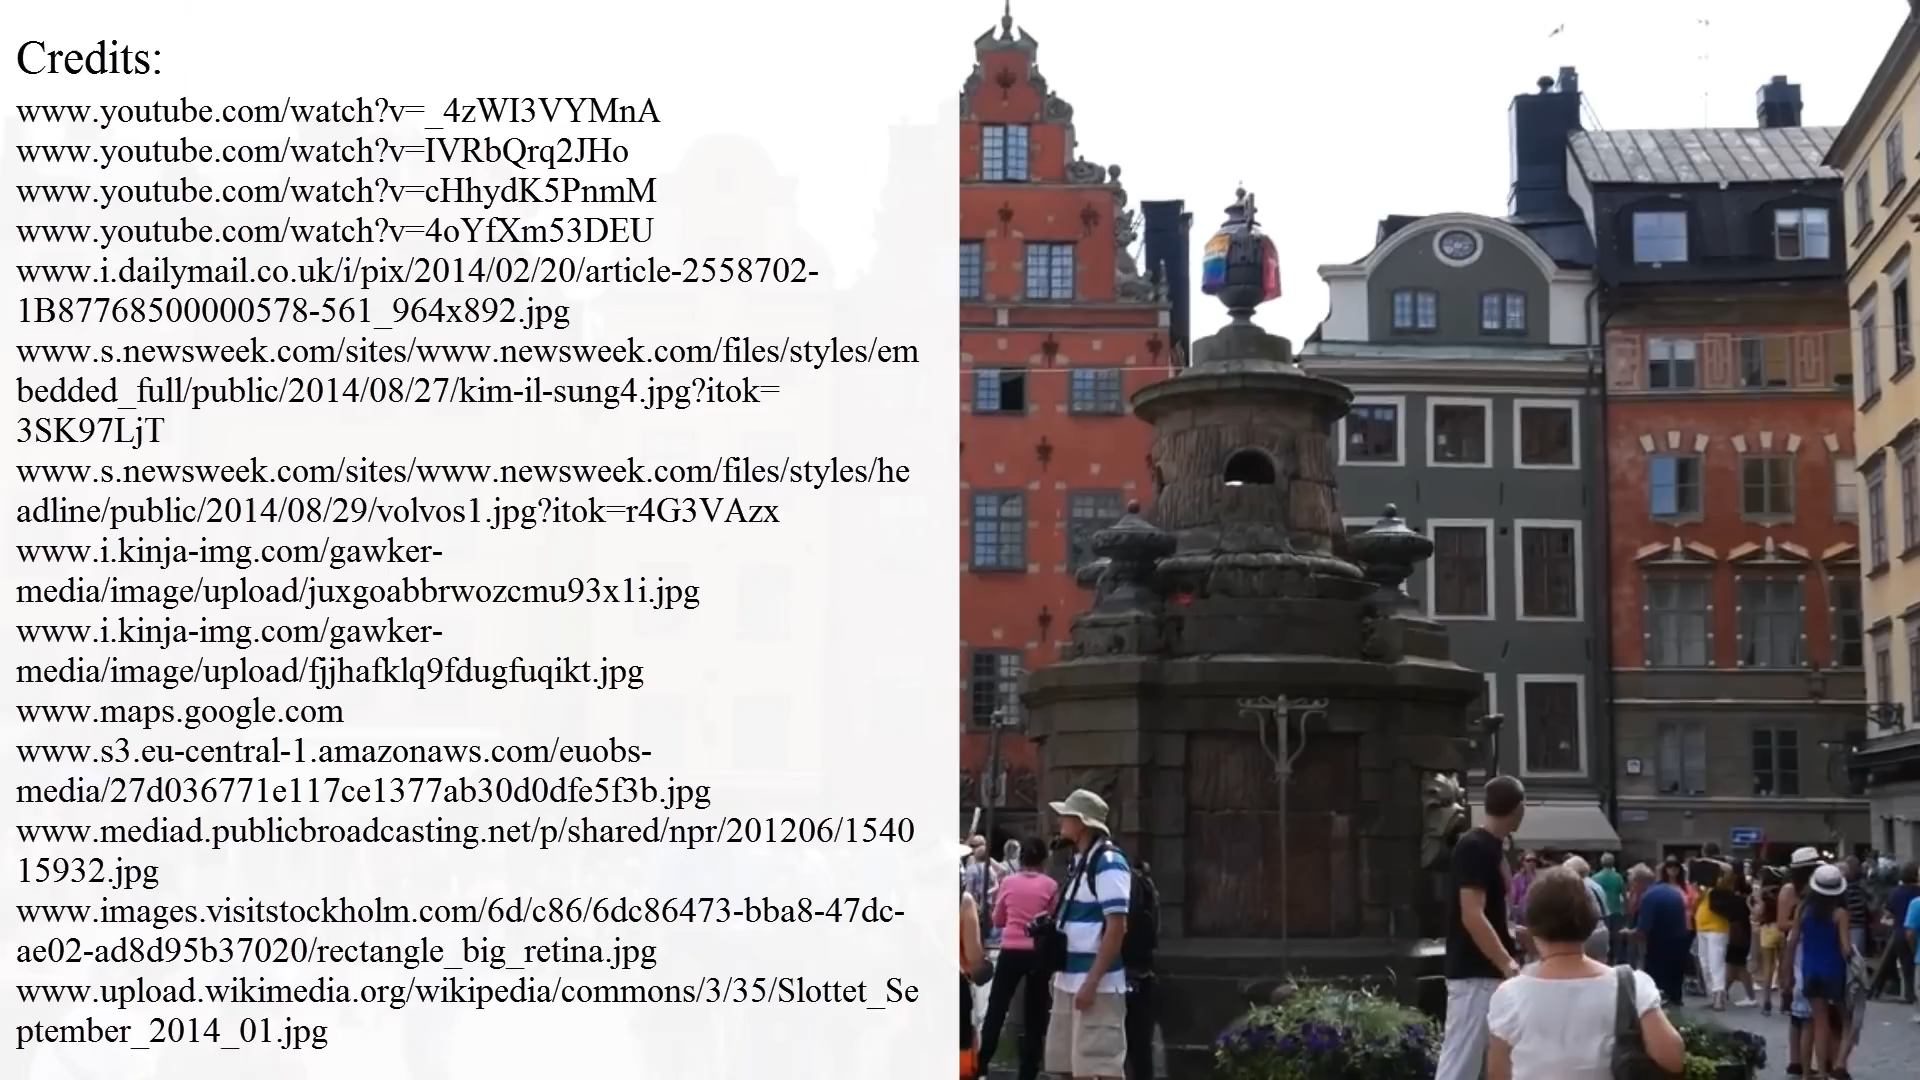 Credits:
www.youtube.com/watch?v=_4zWI3VYMnA
www.youtube.com/watch?v=IVRbQrq2JHo
www.youtube.com/watch?v=cHhydK5PnmM
www.youtube.com/watch?v=4oYfXm53DEU
www.i.dailymail.co.uk/i/pix/2014/02/20/article-2558702-
1B87768500000578-561_964x892.jpg
www.s.newsweek.com/sites/www.newsweek.com/files/styles/em
bedded_full/public/2014/08/27/kim-il-sung4.jpg?itok=
3SK97LjT
www.s.newsweek.com/sites/www.newsweek.com/files/styles/he
adline/public/2014/08/29/volvos1.jpg?itok=r4G3VAzx
www.i.kinja-img.com/gawker-
media/image/upload/juxgoabbrwozcmu93x1i.jpg
www.i.kinja-img.com/gawker-
media/image/upload/fjjhafklq9fdugfuqikt.jpg
www.maps.google.com
www.s3.eu-central-1.amazonaws.com/euobs-
media/27d036771e117ce1377ab30d0dfe5f3b.jpg
www.mediad.publicbroadcasting.net/p/shared/npr/201206/1540
15932.jpg
www.images.visitstockholm.com/6d/c86/6dc86473-bba8-47dc-
ae02-ad8d95b37020/rectangle_big_retina.jpg
www.upload.wikimedia.org/wikipedia/commons/3/35/Slottet_Se
ptember_2014_01.jpg